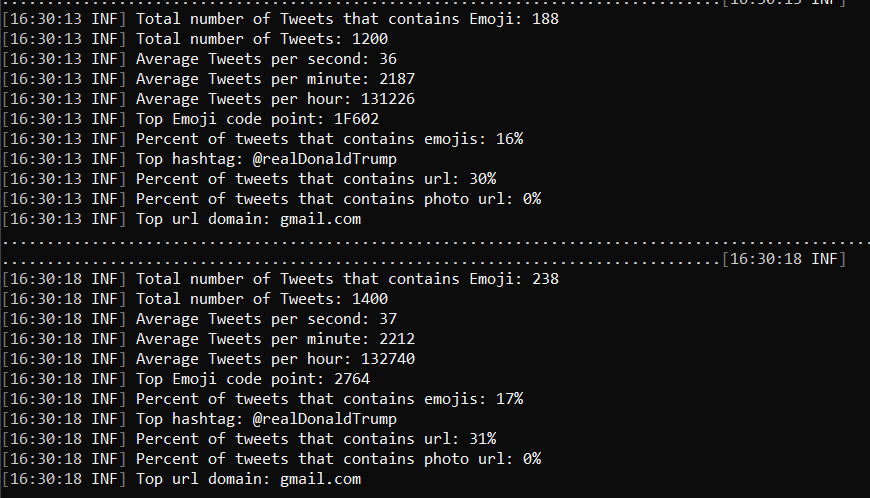 ....................................................................................[16:30:13 INF]
[16:30:13 INF] Total number of Tweets that contains Emoji: 188
[16:30:13 INF] Total number of Tweets: 1200
[16:30:13 INF] Average Tweets per second: 36
[16:30:13 INF] Average Tweets per minute: 2187
[16:30:13 INF] Average Tweets per hour: 131226
[16:30:13 INF] Top Emoji code point: 1F602
[16:30:13 INF] Percent of tweets that contains emojis: 16%
[16:30:13 INF] Top hashtag: @realDonaldTrump
[16:30:13 INF] Percent of tweets that contains url: 30%
[16:30:13 INF] Percent of tweets that contains photo url: 0%
[16:30:13 INF] Top url domain: gmail.com
.................................................................................................
................................................................................[16:30:18 INF]
[16:30:18 INF] Total number of Tweets that contains Emoji: 238
[16:30:18 INF] Total number of Tweets: 1400
[16:30:18 INF] Average Tweets per second: 37
[16:30:18 INF] Average Tweets per minute: 2212
[16:30:18 INF] Average Tweets per hour: 132740
[16:30:18 INF] Top Emoji code point: 2764
[16:30:18 INF] Percent of tweets that contains emojis: 17%
[16:30:18 INF] Top hashtag: @realDonaldTrump
[16:30:18 INF] Percent of tweets that contains url: 31%
[16:30:18 INF] Percent of tweets that contains photo url: 0%
[16:30:18 INF] Top url domain: gmail.com